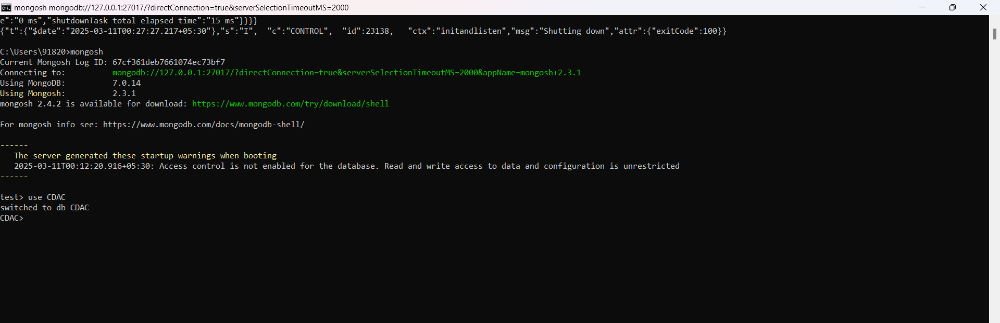 mongosh mongodb://127.0.0.1:27017/?directConnection=true&serverSelectionTimeoutMS=2000
e":"0 ms","shutdownTask total elapsed time":"15 ms"}}}}
{"t":{"$date":"2025-03-11T00:27:27.217+05:30"},"s":"I",  "c":"CONTROL",  "id":23138,   "ctx":"initandlisten","msg":"Shutting down","attr":{"exitCode":100}}
C:\Users\91820>mongosh
Current Mongosh Log ID: 67cf361deb7661074ec73bf7
Connecting to:          mongodb://127.0.0.1:27017/?directConnection=true&serverSelectionTimeoutMS=2000&appName=mongosh+2.3.1
Using MongoDB:          7.0.14
Using Mongosh:          2.3.1
mongosh 2.4.2 is available for download: https://www.mongodb.com/try/download/shell
For mongosh info see: https://www.mongodb.com/docs/mongodb-shell/
------
   The server generated these startup warnings when booting
   2025-03-11T00:12:20.916+05:30: Access control is not enabled for the database. Read and write access to data and configuration is unrestricted
------
test> use CDAC
switched to db CDAC
CDAC>